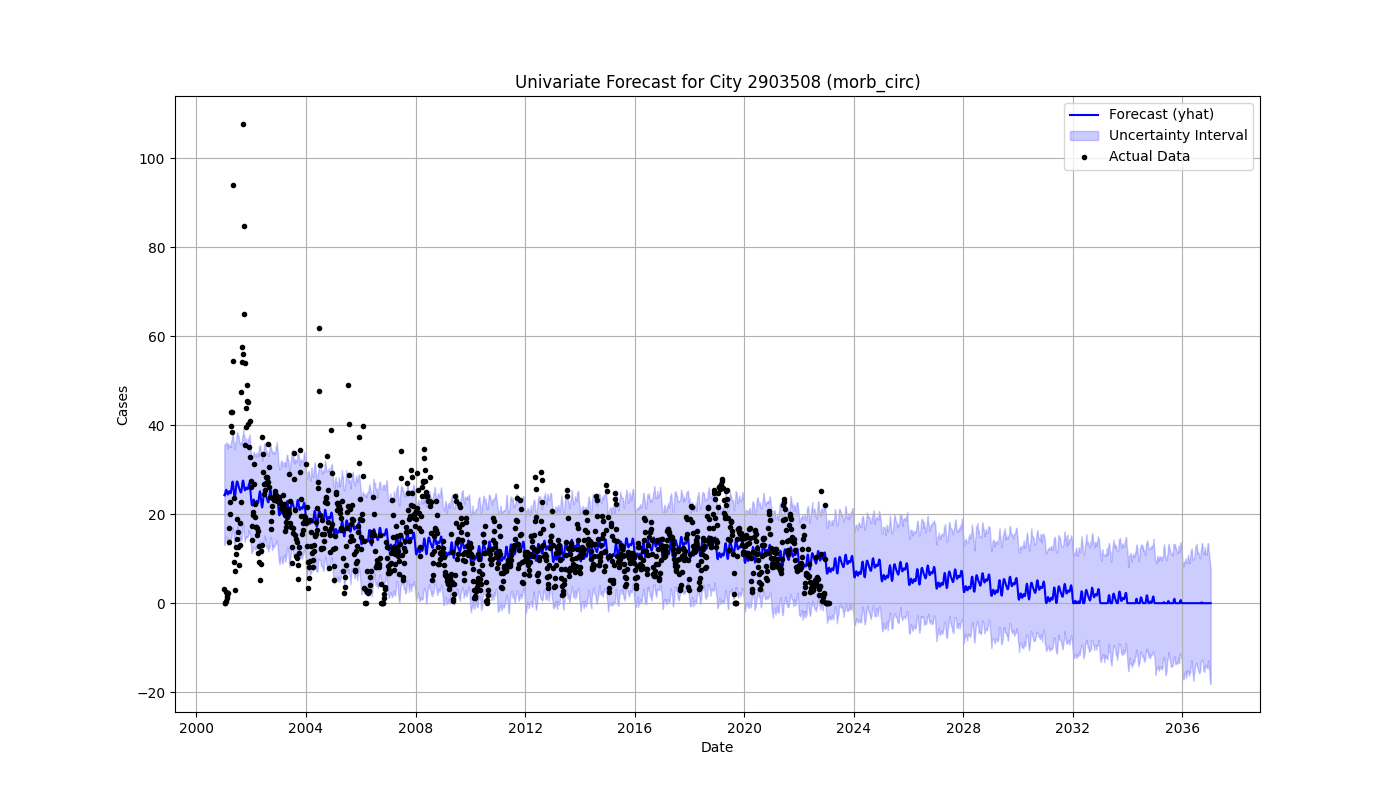 Univariate Forecast for City 2903508 (morb_circ)
Forecast (yhat)
Uncertainty Interval
Actual Data
100
80
60
40
20
0
−20
Cases
2000
2004
2008
2012
2016
2020
2024
2028
2032
2036
Date